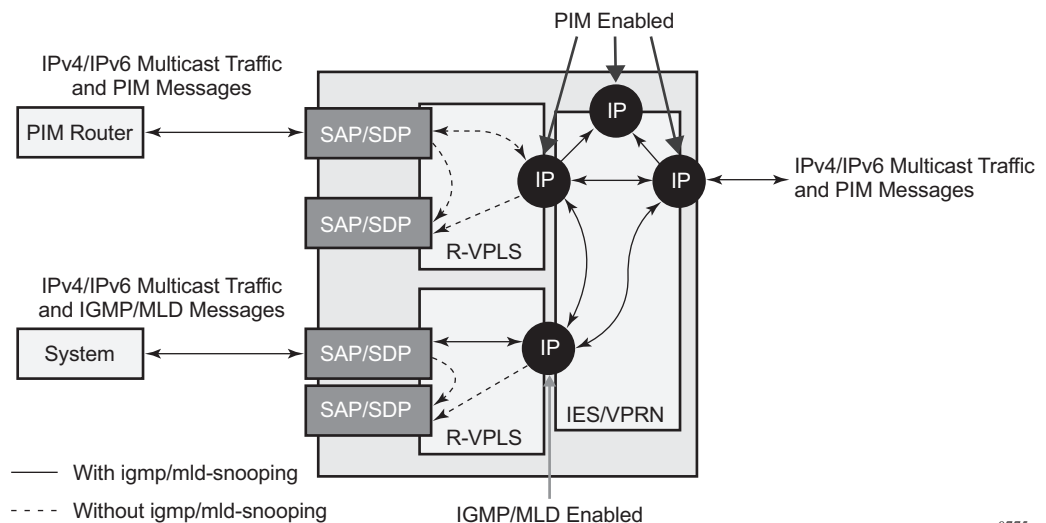 PIM Enabled
IPv4/IPv6 Multicast Traffic
and PIM Messages
PIM Router
SAP/SDP
IP
IP
IP
IPv4/IPv6 Multicast Traffic
and PIM Messages
SAP/SDP
R-VPLS
IPv4/IPv6 Multicast Traffic
and IGMP/MLD Messages
System
SAP/SDP
IP
SAP/SDP
IES/VPRN
R-VPLS
With igmp/mld-snooping
Without igmp/mld-snooping
IGMP/MLD Enabled